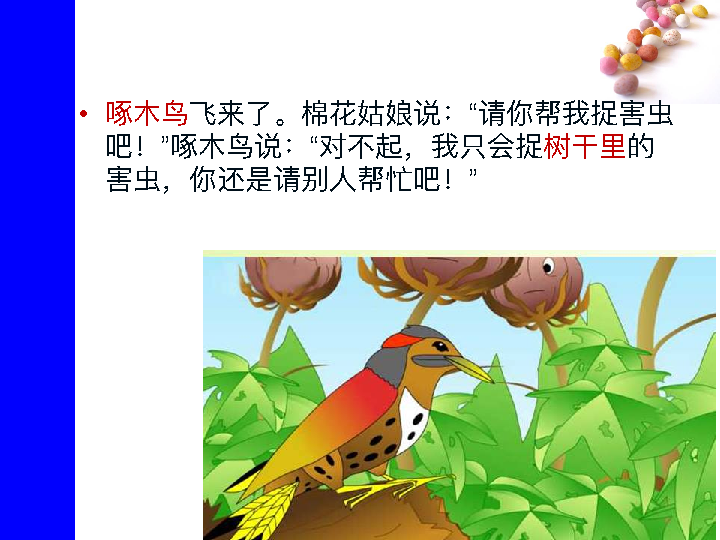 • 啄木鸟飞来了。棉花姑娘说：“请你帮我捉害虫
吧！”啄木鸟说：“对不起，我只会捉树干里的
害虫，你还是请别人帮忙吧！”